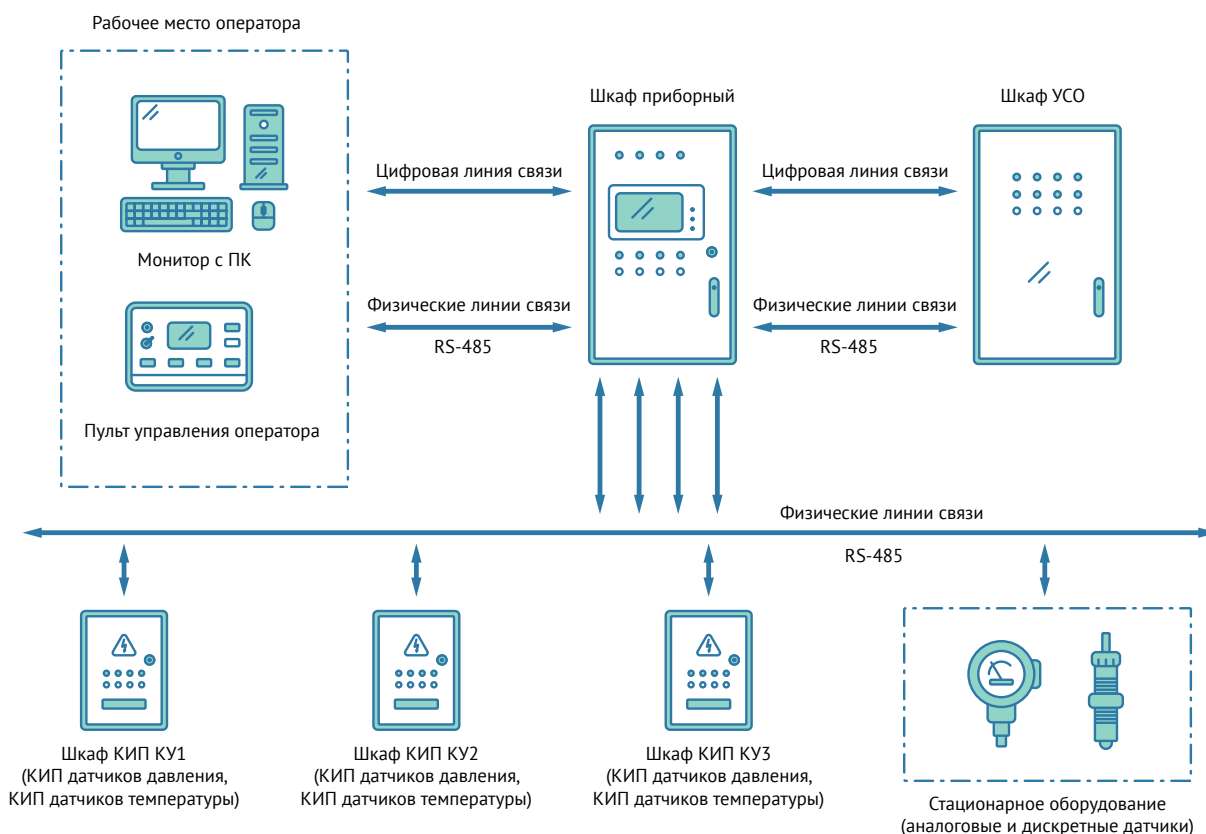 Рабочее место оператора
Шкаф приборный
Шкаф УСО
Цифровая линия связи
Цифровая линия связи
Монитор с ПК
Физические линии связи
RS-485
Физические линии связи
RS-485
Пульт управления оператора
Физические линии связи
RS-485
Шкаф КИП КУ1
(КИП датчиков давления,
КИП датчиков температуры)
Шкаф КИП КУ2
(КИП датчиков давления,
КИП датчиков температуры)
Шкаф КИП КУ3
(КИП датчиков давления,
КИП датчиков температуры)
Стационарное оборудование
(аналоговые и дискретные датчики)